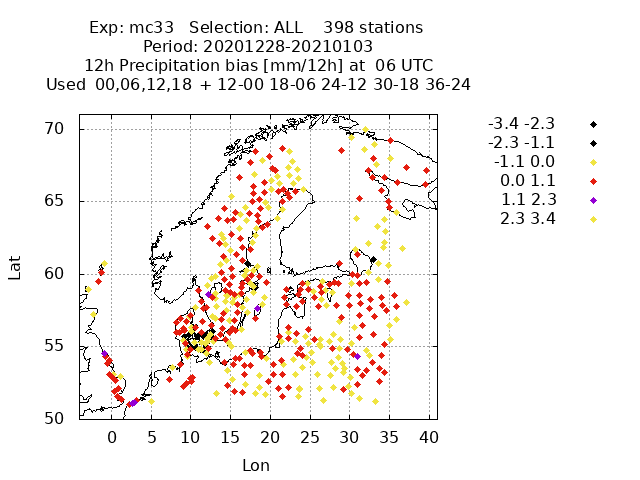 Exp: mc33 Selection: ALL 398 stations
Period: 20201228-20210103
12h Precipitation bias [mm/12h] at 06 UTC
Used 00,06,12,18 + 12-00 18-06 24-12 30-18 36-24
-3.4 -2.3
-2.3 -1.1
-1.1 0.0
0.0 1.1
1.1 2.3
2.3 3.4
70
65
60
55
50
Lat
0 5 10 15 20 25 30 35 40
Lon